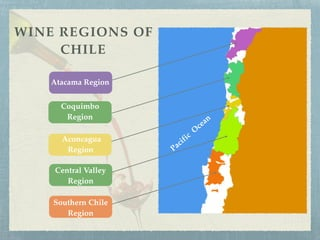 WINE REGIONS OF
CHILE
Atacama Region
Coquimbo
Region
Aconcagua
Region
Central Valley
Region
Southern Chile
Region
Pacific Ocean